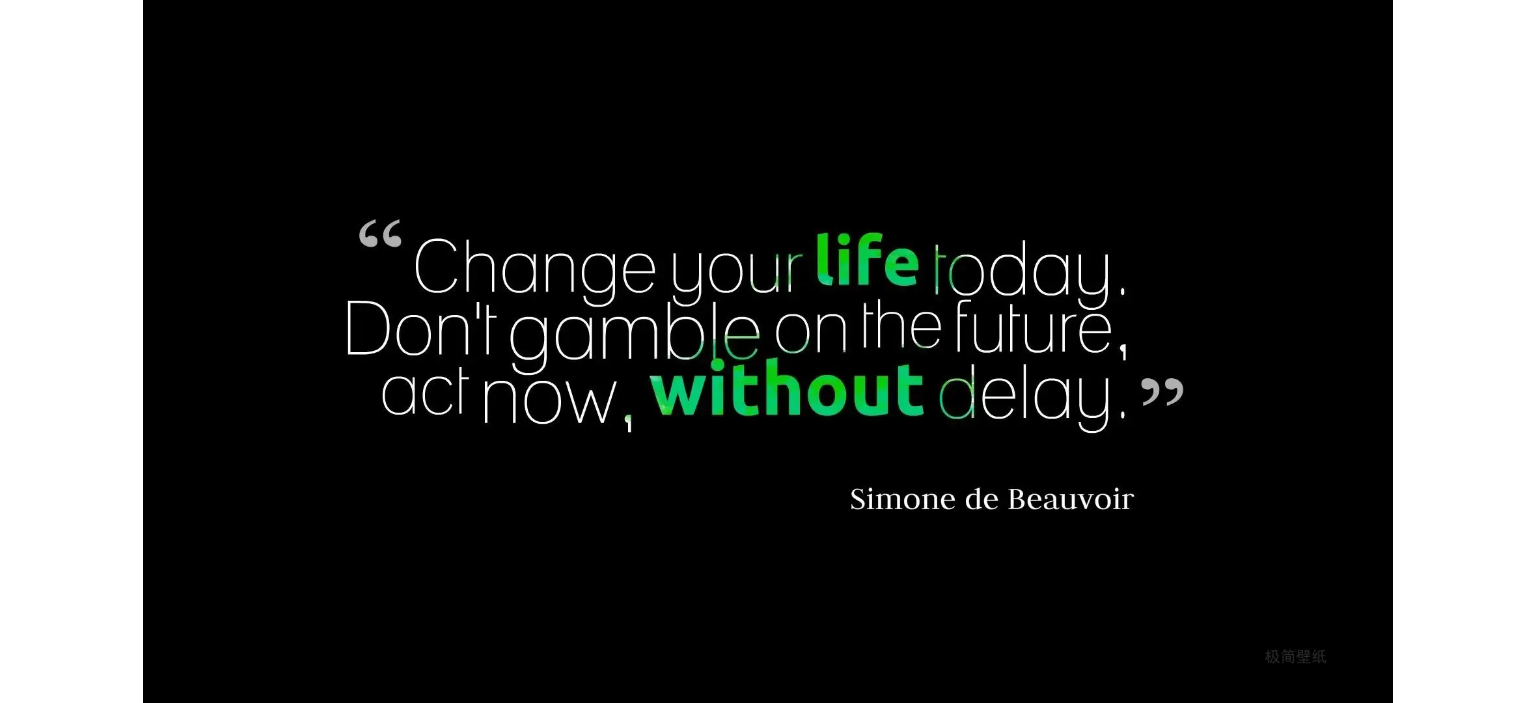 “Change your life today.
Don't gamble on the future,
act now, without delay.”
Simone de Beauvoir
极简壁纸